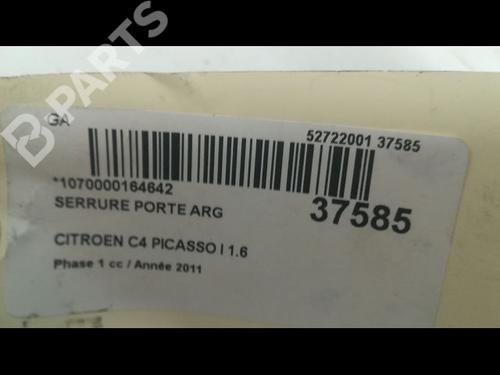 B PARTS
GA
52722001 37585
*1070000164642
SERRURE PORTE ARG
37585
CITROEN C4 PICASSO I 1.6
Phase 1 cc / Année 2011